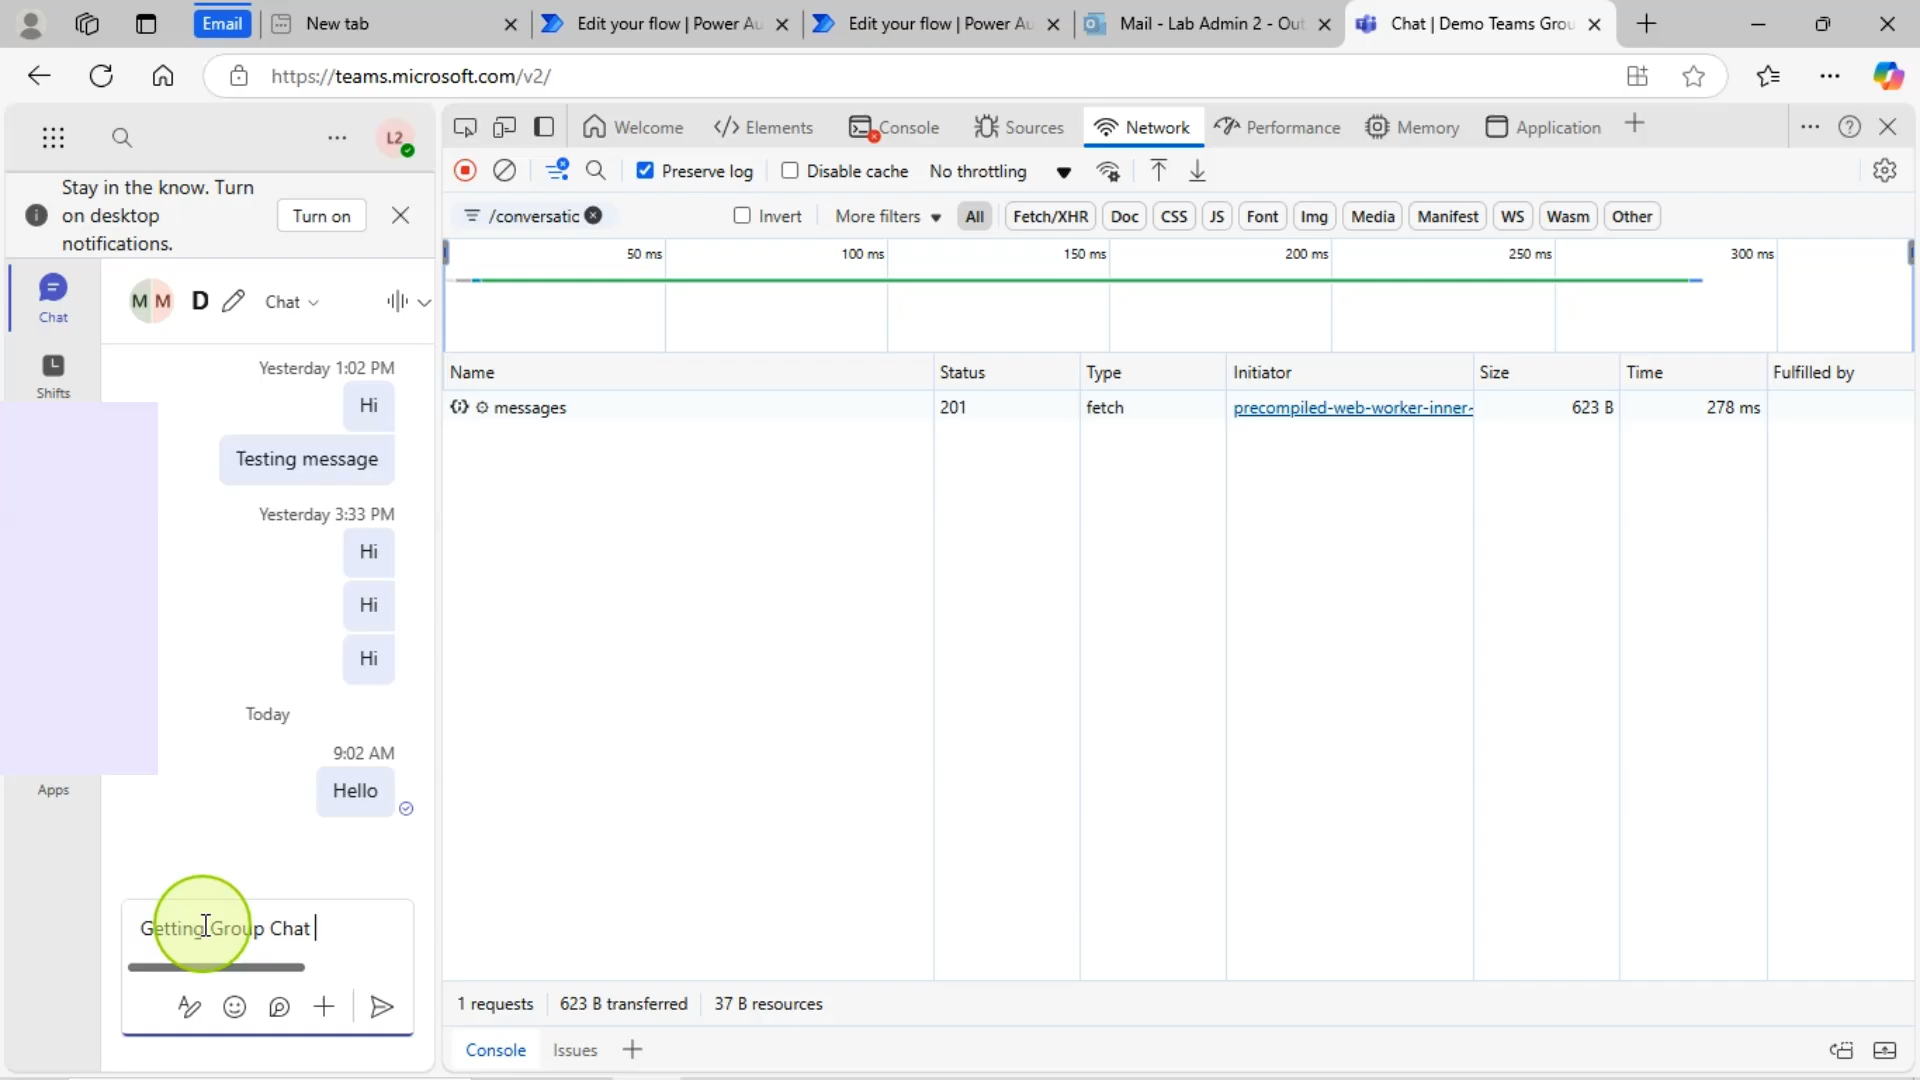 Email
New tab
Edit your flow | Power Au
Edit your flow | Power Au
Mail - Lab Admin 2 - Out
Chat | Demo Teams Grou
https://teams.microsoft.com/v2/
L2
Stay in the know. Turn
on desktop
notifications.
Turn on
Chat
Shifts
Apps
M M
D
Chat
Yesterday 1:02 PM
Hi
Testing message
Yesterday 3:33 PM
Hi
Hi
Hi
Today
9:02 AM
Hello
Getting Group Chat
Welcome
Elements
Console
Sources
Network
Performance
Memory
Application
Preserve log
Disable cache
No throttling
/conversatic
Invert
More filters
All
Fetch/XHR
Doc
CSS
JS
Font
Img
Media
Manifest
WS
Wasm
Other
50 ms
100 ms
150 ms
200 ms
250 ms
300 ms
Name
Status
Type
Initiator
Size
Time
Fulfilled by
messages
201
fetch
precompiled-web-worker-inner-
623 B
278 ms
1 requests
623 B transferred
37 B resources
Console
Issues